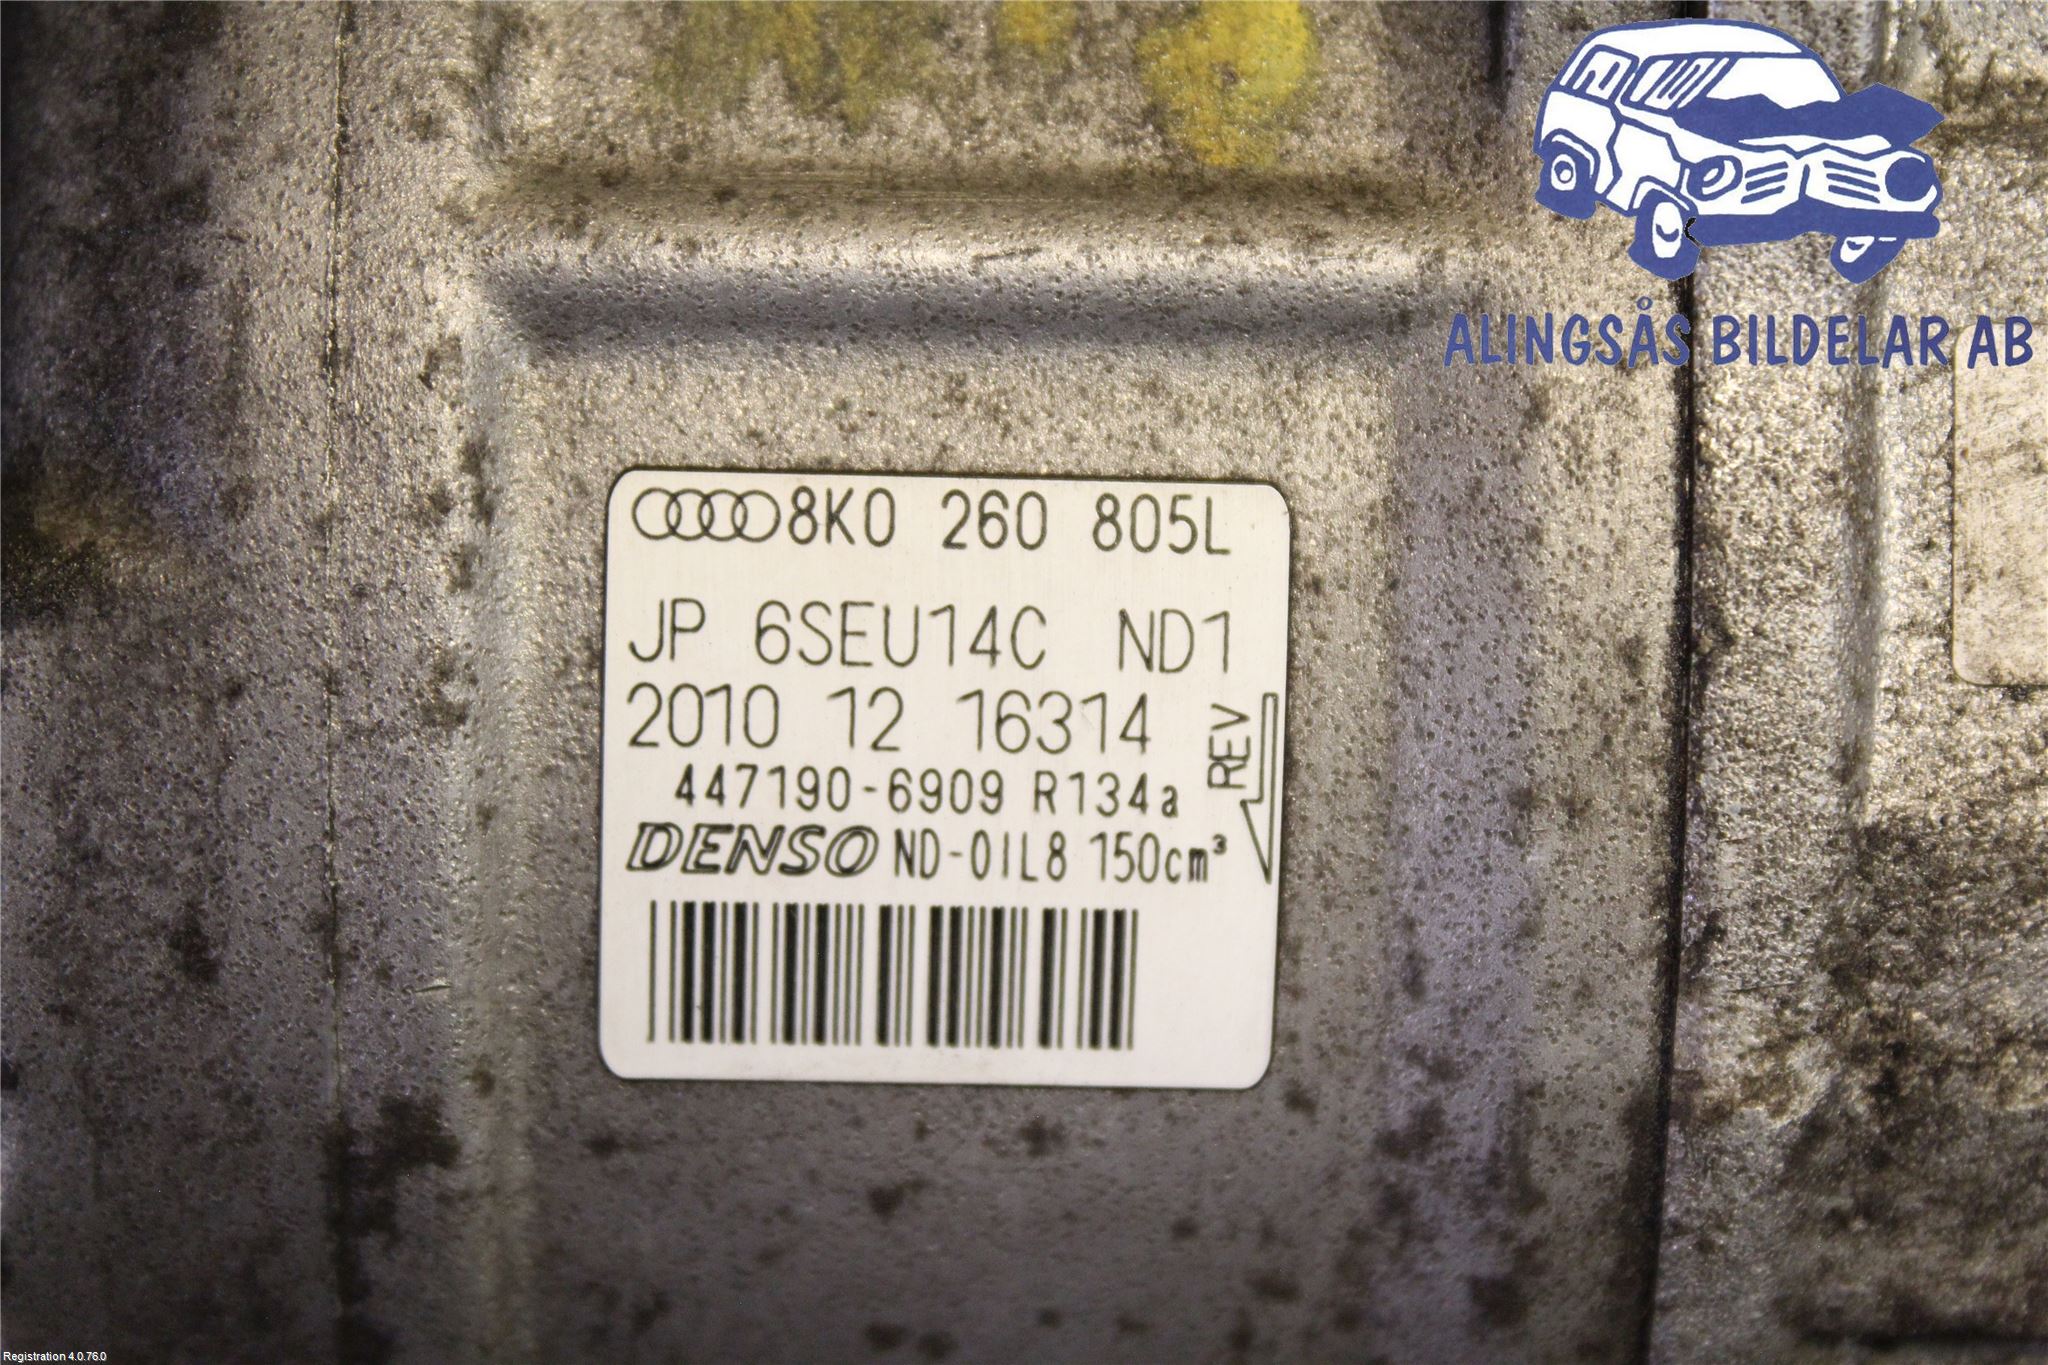 ALINGSÅS BILDELAR AB
8K0 260 805L
JP 6SEU14C ND1
2010 12 16314
REV
447190-6909 R134a
DENSO ND-OIL8 150cm³
Registration 4.0.76.0